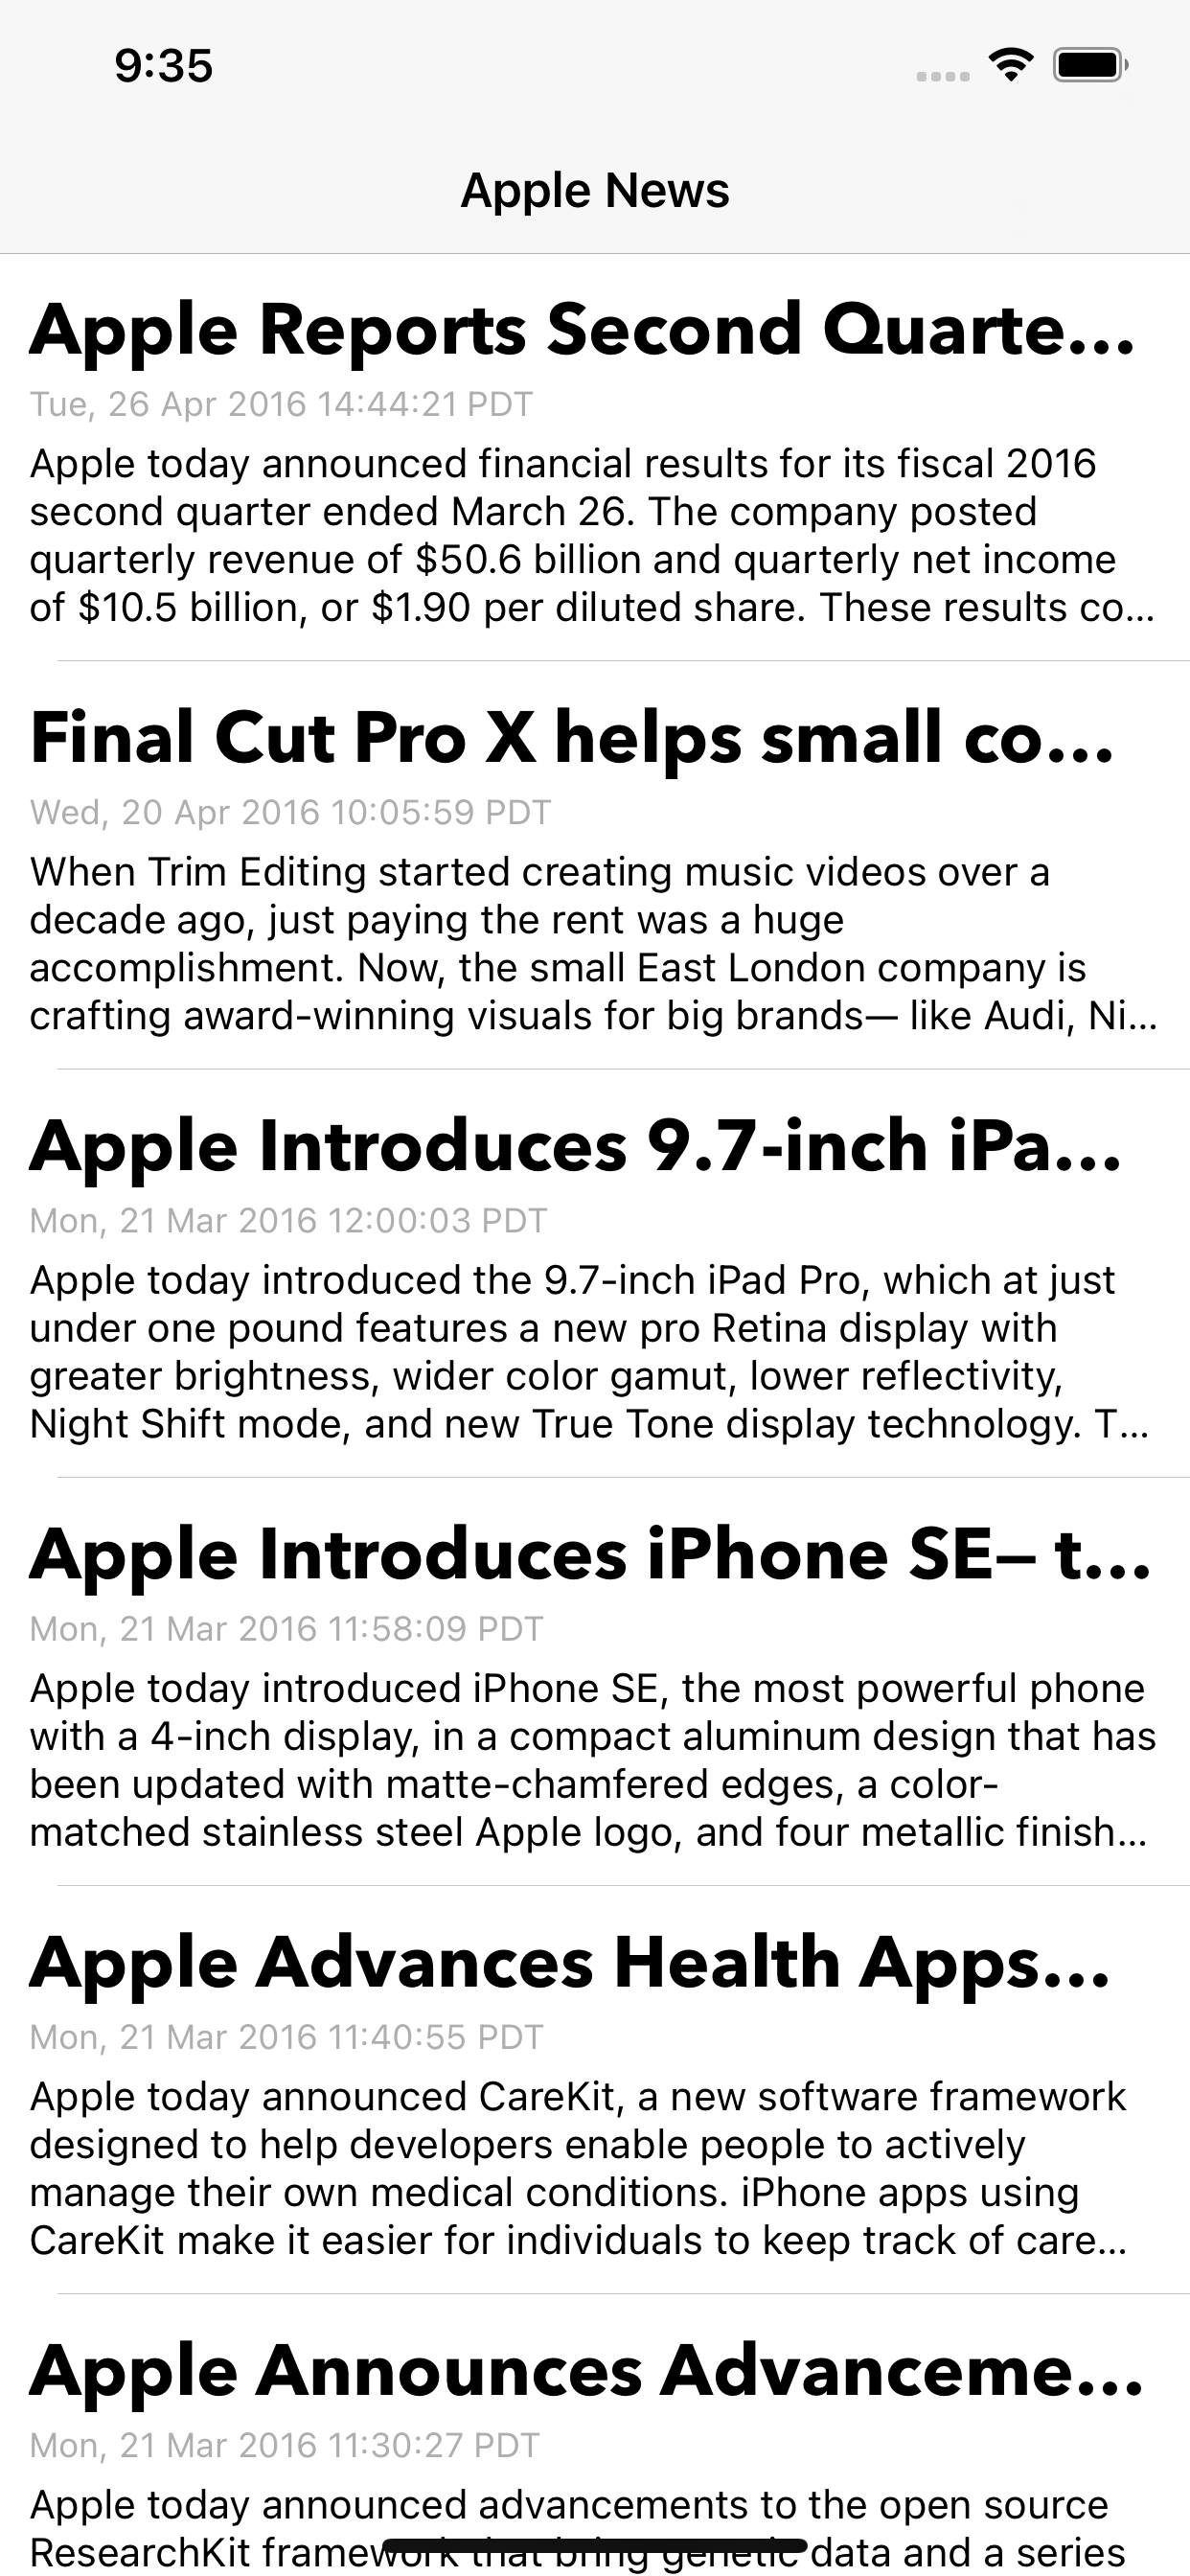 9:35
Apple News
Apple Reports Second Quarte...
Tue, 26 Apr 2016 14:44:21 PDT
Apple today announced financial results for its fiscal 2016
second quarter ended March 26. The company posted
quarterly revenue of $50.6 billion and quarterly net income
of $10.5 billion, or $1.90 per diluted share. These results co...
Final Cut Pro X helps small co...
Wed, 20 Apr 2016 10:05:59 PDT
When Trim Editing started creating music videos over a
decade ago, just paying the rent was a huge
accomplishment. Now, the small East London company is
crafting award-winning visuals for big brands— like Audi, Ni...
Apple Introduces 9.7-inch iPa...
Mon, 21 Mar 2016 12:00:03 PDT
Apple today introduced the 9.7-inch iPad Pro, which at just
under one pound features a new pro Retina display with
greater brightness, wider color gamut, lower reflectivity,
Night Shift mode, and new True Tone display technology. T...
Apple Introduces iPhone SE— t...
Mon, 21 Mar 2016 11:58:09 PDT
Apple today introduced iPhone SE, the most powerful phone
with a 4-inch display, in a compact aluminum design that has
been updated with matte-chamfered edges, a color-
matched stainless steel Apple logo, and four metallic finish...
Apple Advances Health Apps...
Mon, 21 Mar 2016 11:40:55 PDT
Apple today announced CareKit, a new software framework
designed to help developers enable people to actively
manage their own medical conditions. iPhone apps using
CareKit make it easier for individuals to keep track of care...
Apple Announces Advanceme...
Mon, 21 Mar 2016 11:30:27 PDT
Apple today announced advancements to the open source
ResearchKit framework that bring genetic data and a series